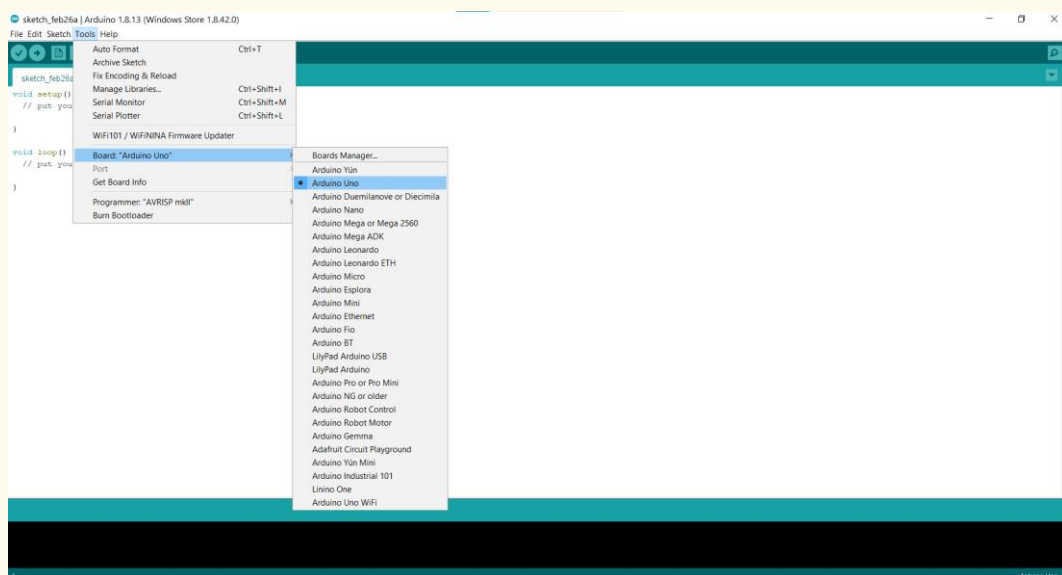 sketch_feb26a | Arduino 1.8.13 (Windows Store 1.8.42.0)
File Edit Sketch Tools Help
sketch_feb26a
void setup()
// put you
}
void loop()
// put you
}
Auto Format Ctrl+T
Archive Sketch
Fix Encoding & Reload
Manage Libraries... Ctrl+Shift+I
Serial Monitor Ctrl+Shift+M
Serial Plotter Ctrl+Shift+L
WiFi101 / WiFiNINA Firmware Updater
Board: "Arduino Uno"
Port
Get Board Info
Programmer: "AVRISP mkII"
Burn Bootloader
Boards Manager...
Arduino Yún
Arduino Uno
Arduino Duemilanove or Diecimila
Arduino Nano
Arduino Mega or Mega 2560
Arduino Mega ADK
Arduino Leonardo
Arduino Leonardo ETH
Arduino Micro
Arduino Esplora
Arduino Mini
Arduino Ethernet
Arduino Fio
Arduino BT
LilyPad Arduino USB
LilyPad Arduino
Arduino Pro or Pro Mini
Arduino NG or older
Arduino Robot Control
Arduino Robot Motor
Arduino Gemma
Adafruit Circuit Playground
Arduino Yún Mini
Arduino Industrial 101
Linino One
Arduino Uno WiFi